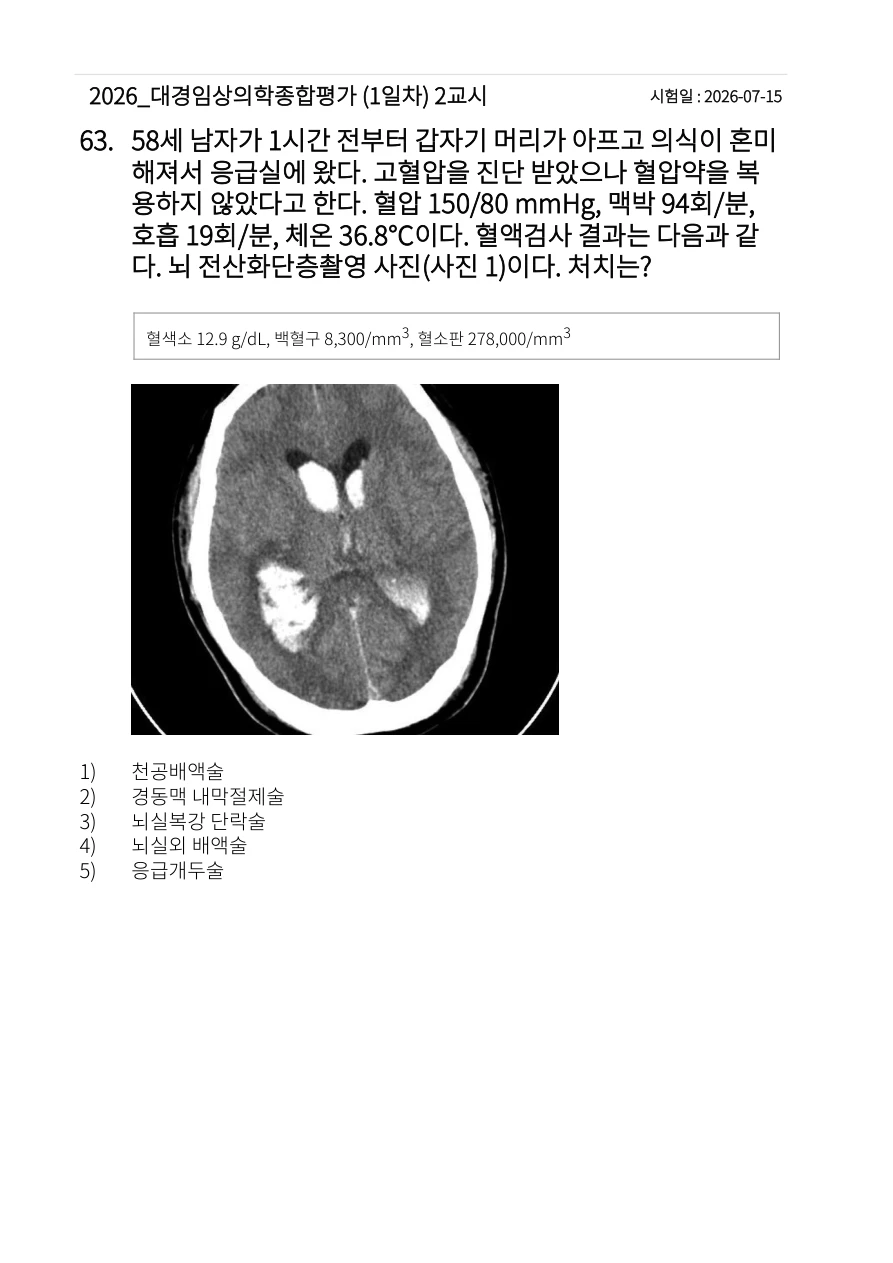 2026_대경임상의학종합평가 (1일차) 2교시
시험일 : 2026-07-15
63. 58세 남자가 1시간 전부터 갑자기 머리가 아프고 의식이 혼미
해져서 응급실에 왔다. 고혈압을 진단 받았으나 혈압약을 복
용하지 않았다고 한다. 혈압 150/80 mmHg, 맥박 94회/분,
호흡 19회/분, 체온 36.8℃이다. 혈액검사 결과는 다음과 같
다. 뇌 전산화단층촬영 사진(사진 1)이다. 처치는?
혈색소 12.9 g/dL, 백혈구 8,300/mm³, 혈소판 278,000/mm³
1) 천공배액술
2) 경동맥 내막절제술
3) 뇌실복강 단락술
4) 뇌실외 배액술
5) 응급개두술